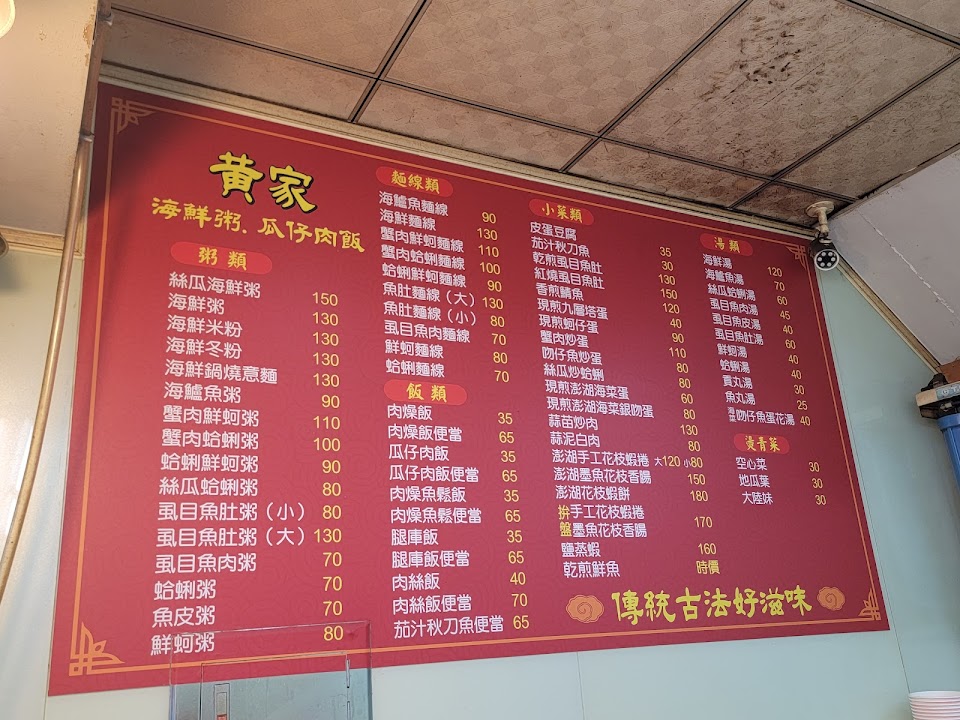 黃家
海鮮粥、瓜仔肉飯
粥類
絲瓜海鮮粥 150
海鮮粥 130
海鮮米粉 130
海鮮冬粉 130
海鮮鍋燒意麵 130
海鱸魚粥 90
蟹肉鮮蚵粥 110
蟹肉蛤蜊粥 100
蛤蜊鮮蚵粥 90
絲瓜蛤蜊粥 80
虱目魚肚粥（小） 80
虱目魚肚粥（大） 130
虱目魚肉粥 70
蛤蜊粥 70
魚皮粥 70
鮮蚵粥 80
麵線類
海鱸魚麵線 90
海鮮麵線 130
蟹肉鮮蚵麵線 110
蟹肉蛤蜊麵線 100
蛤蜊鮮蚵麵線 90
魚肚麵線（大） 130
魚肚麵線（小） 80
虱目魚肉麵線 70
鮮蚵麵線 80
蛤蜊麵線 70
飯類
肉燥飯 35
肉燥飯便當 65
瓜仔肉飯 35
瓜仔肉飯便當 65
肉燥魚鬆飯 35
肉燥魚鬆便當 65
腿庫飯 35
腿庫飯便當 65
肉絲飯 40
肉絲飯便當 70
茄汁秋刀魚便當 65
小菜類
皮蛋豆腐 35
茄汁秋刀魚 30
乾煎虱目魚肚 130
紅燒虱目魚肚 150
香煎鯖魚 120
現煎九層塔蛋 40
現煎蚵仔蛋 90
蟹肉炒蛋 110
吻仔魚炒蛋 80
絲瓜炒蛤蜊 80
現煎澎湖海菜蛋 60
現煎澎湖海菜銀吻蛋 80
蒜苗炒肉 130
蒜泥白肉 80
澎湖手工花枝蝦捲 大120 小80
澎湖墨魚花枝香腸 150
澎湖花枝蝦餅 180
拚盤 手工花枝蝦捲
墨魚花枝香腸 170
鹽蒸蝦 160
乾煎鮮魚 時價
湯類
海鮮湯 120
海鱸魚湯 70
絲瓜蛤蜊湯 60
虱目魚肉湯 45
虱目魚皮湯 40
虱目魚肚湯 60
鮮蚵湯 40
蛤蜊湯 40
貢丸湯 30
魚丸湯 25
海菜吻仔魚蛋花湯 40
燙青菜
空心菜 30
地瓜葉 30
大陸妹 30
傳統古法好滋味